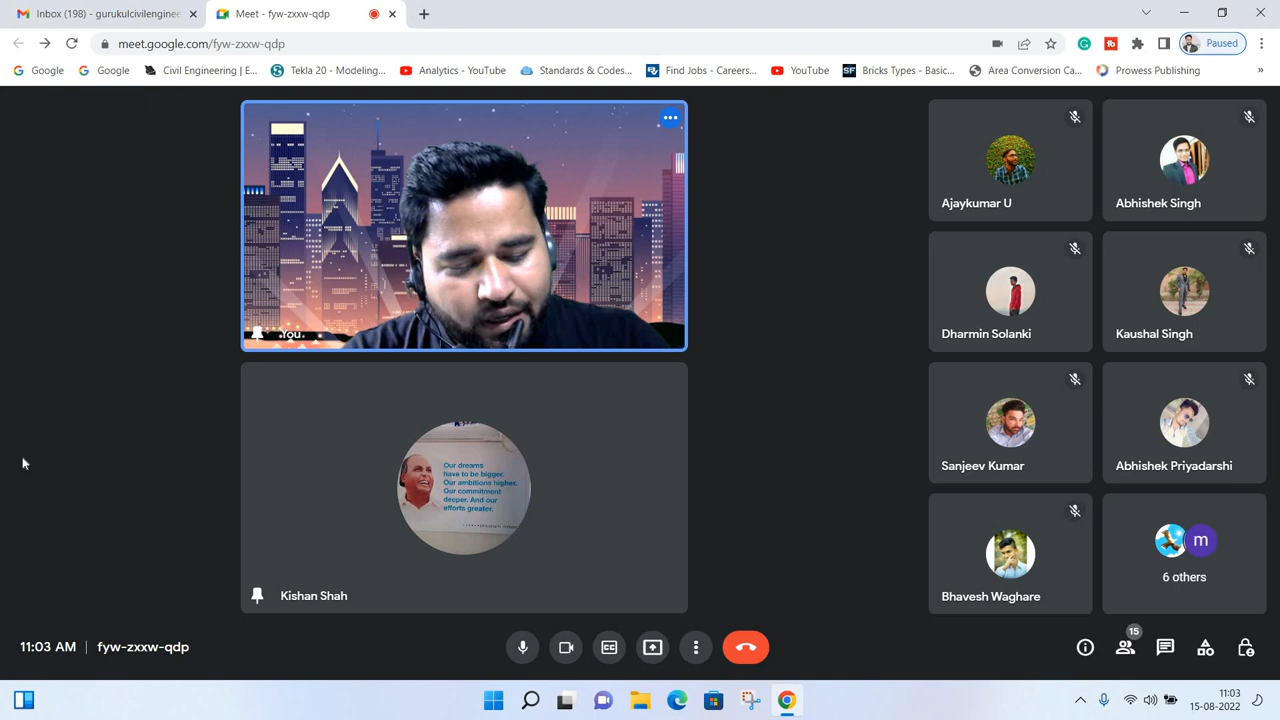 Inbox (198) - gurukulcivilenginee
Meet - fyw-zxxw-qdp
meet.google.com/fyw-zxxw-qdp
Paused
Google
Google
Civil Engineering | E...
Tekla 20 - Modeling...
Analytics - YouTube
Standards & Codes...
Find Jobs - Careers...
YouTube
SF
Bricks Types - Basic...
Area Conversion Ca...
Prowess Publishing
»
You
Ajaykumar U
Abhishek Singh
Dharmin Solanki
Kaushal Singh
Our dreams
have to be bigger.
Our ambitions higher.
Our commitment
deeper. And our
efforts greater.
Kishan Shah
Sanjeev Kumar
Abhishek Priyadarshi
Bhavesh Waghare
m
6 others
11:03 AM | fyw-zxxw-qdp
CC
15
11:03
15-08-2022